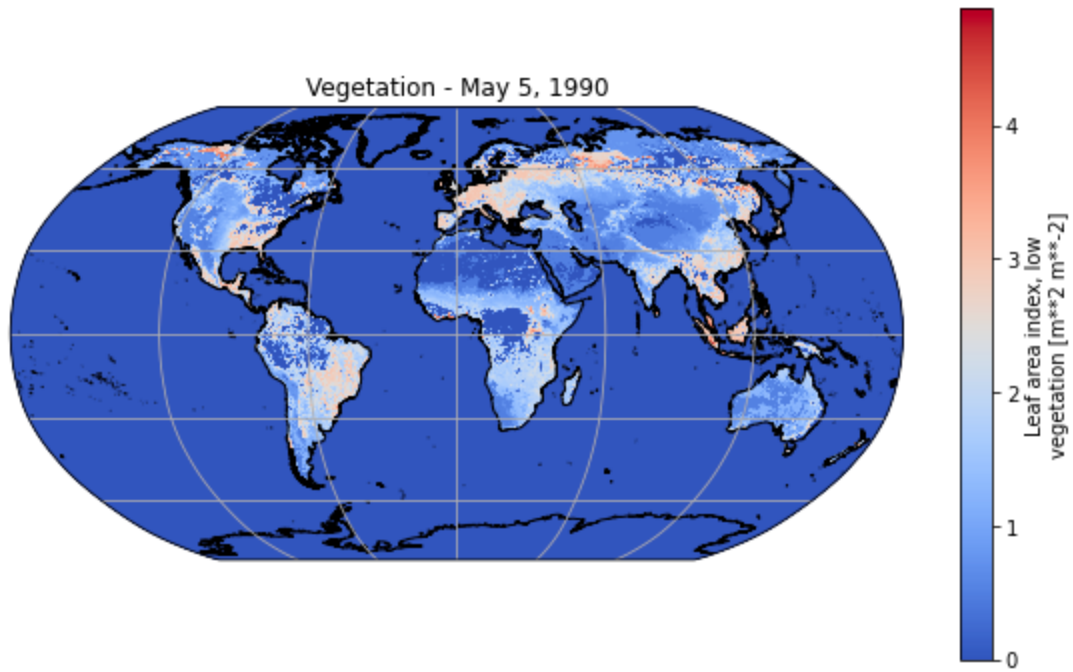 Vegetation - May 5, 1990
4
3
2
1
0
Leaf area index, low
vegetation [m**2 m**-2]